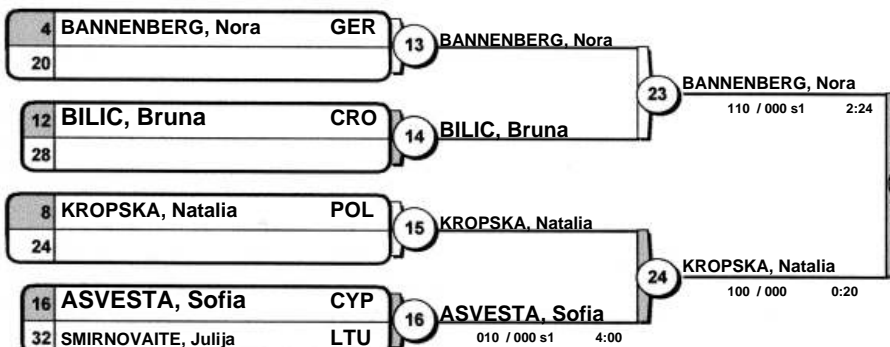 4 BANNENBERG, Nora GER
20
13 BANNENBERG, Nora
12 BILIC, Bruna CRO
28
14 BILIC, Bruna
23 BANNENBERG, Nora
110 / 000 s1 2:24
8 KROPSKA, Natalia POL
24
15 KROPSKA, Natalia
16 ASVESTA, Sofia CYP
32 SMIRNOVAITE, Julija LTU
16 ASVESTA, Sofia
010 / 000 s1 4:00
24 KROPSKA, Natalia
100 / 000 0:20